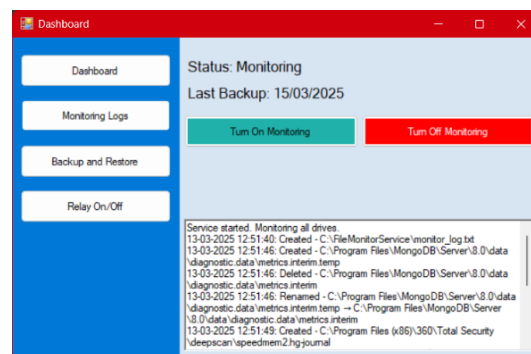 Dashboard
Dashboard
Monitoring Logs
Backup and Restore
Relay On/Off
Status: Monitoring
Last Backup: 15/03/2025
Turn On Monitoring
Turn Off Monitoring
Service started. Monitoring all drives.
13-03-2025 12:51:40: Created - C:\FileMonitorService\monitor_log.txt
13-03-2025 12:51:46: Created - C:\Program Files\MongoDB\Server\8.0\data
\diagnostic.data\metrics.interim.temp
13-03-2025 12:51:46: Deleted - C:\Program Files\MongoDB\Server\8.0\data
\diagnostic.data\metrics.interim
13-03-2025 12:51:46: Renamed - C:\Program Files\MongoDB\Server\8.0\data
\diagnostic.data\metrics.interim.temp → C:\Program Files\MongoDB\Server
\8.0\data\diagnostic.data\metrics.interim
13-03-2025 12:51:49: Created - C:\Program Files (x86)\360\Total Security
\deepscan\speedmem2.hg-journal